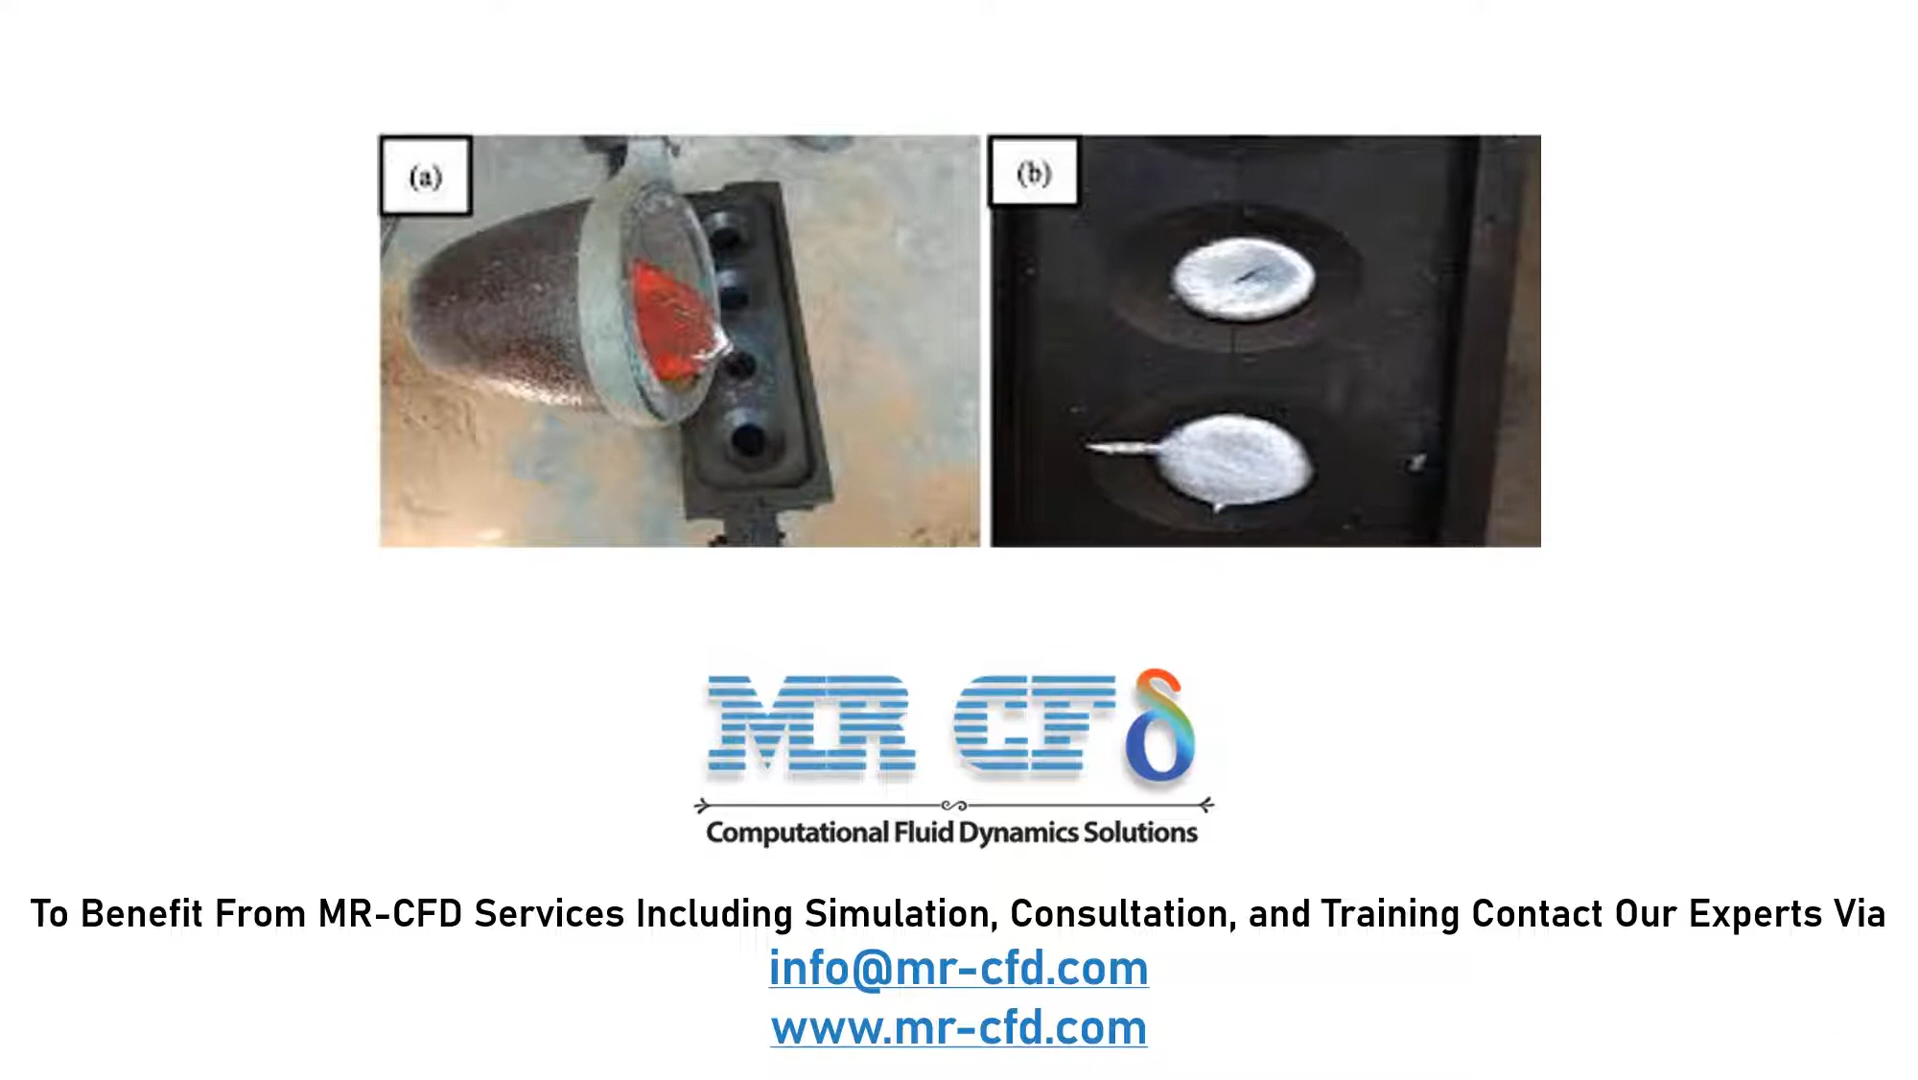 (a)
(b)
MR CFδ
Computational Fluid Dynamics Solutions
To Benefit From MR-CFD Services Including Simulation, Consultation, and Training Contact Our Experts Via
info@mr-cfd.com
www.mr-cfd.com